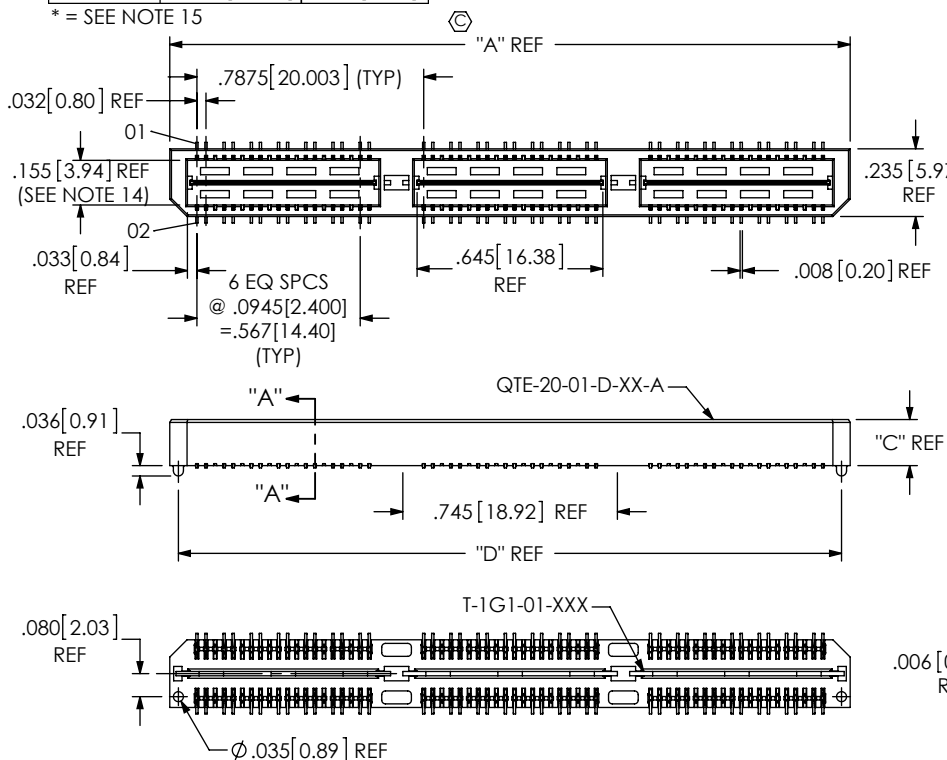 * = SEE NOTE 15
C
"A" REF
.7875[20.003] (TYP)
.032[0.80] REF
01
.155[3.94] REF
(SEE NOTE 14)
.235[5.97
REF
02
.033[0.84]
REF
.645[16.38]
REF
.008[0.20] REF
6 EQ SPCS
@ .0945[2.400]
=.567[14.40]
(TYP)
"A"
QTE-20-01-D-XX-A
.036[0.91]
REF
"C" REF
"A"
.745[18.92] REF
"D" REF
T-1G1-01-XXX
.080[2.03]
REF
.006[0
Ø.035[0.89] REF